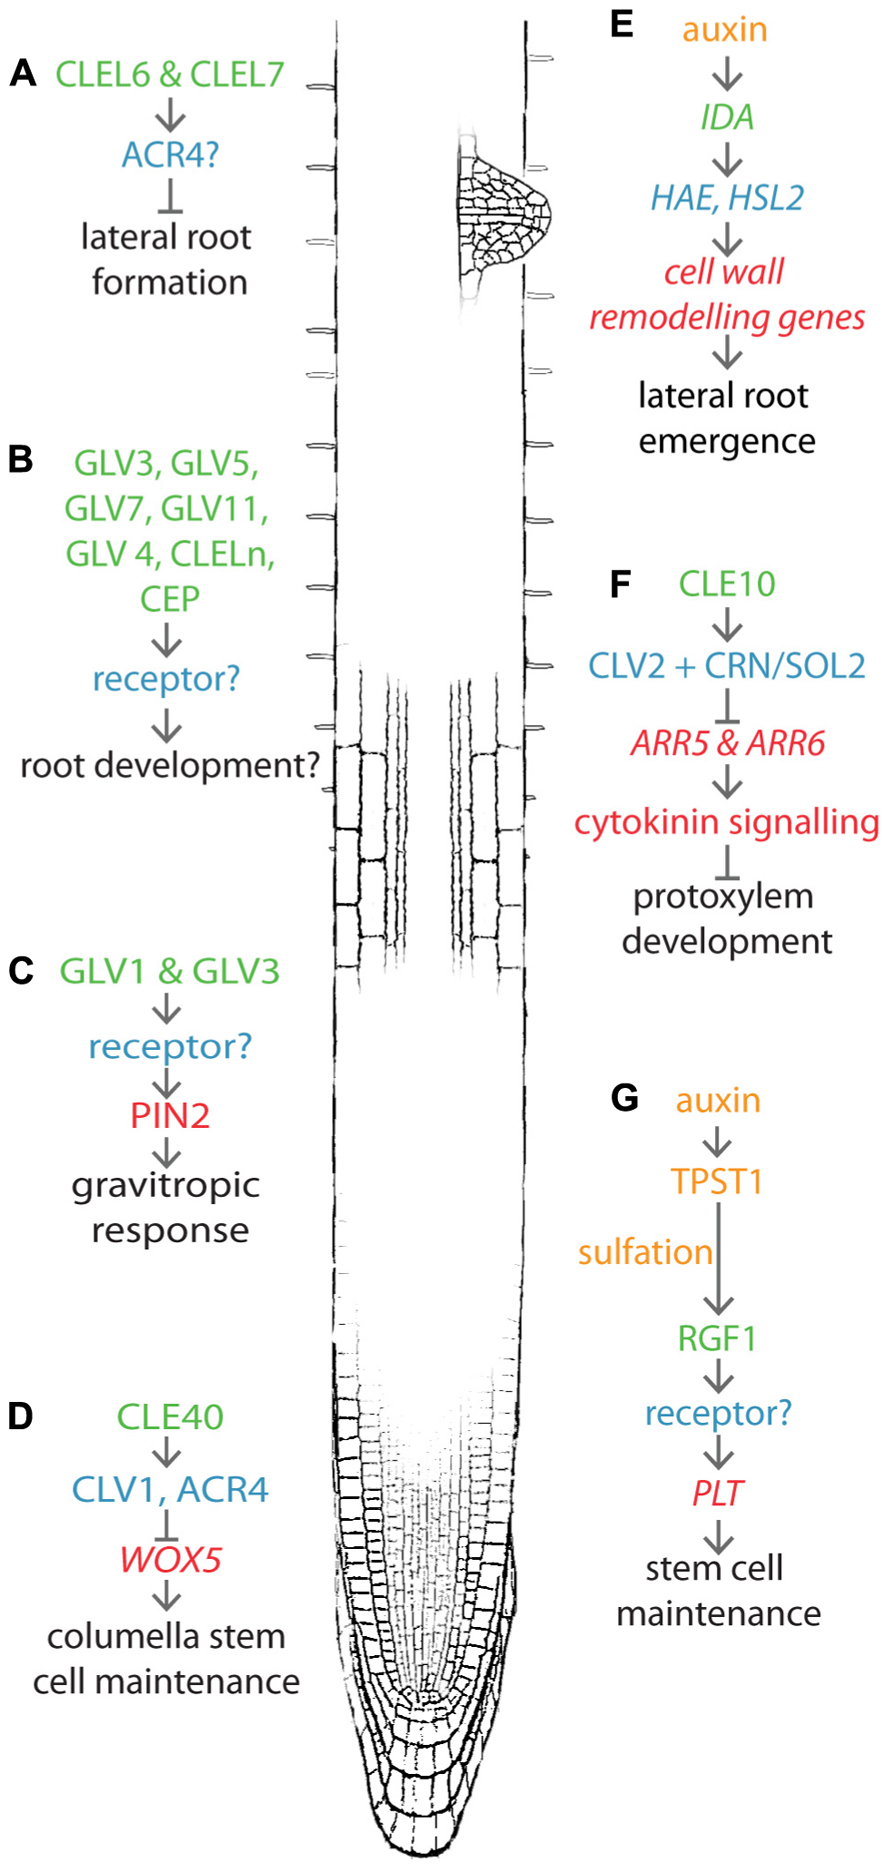 A
CLEL6 & CLEL7
ACR4?
lateral root
formation
B
GLV3, GLV5,
GLV7, GLV11,
GLV 4, CLELn,
CEP
receptor?
root development?
C
GLV1 & GLV3
receptor?
PIN2
gravitropic
response
D
CLE40
CLV1, ACR4
WOX5
columella stem
cell maintenance
E
auxin
IDA
HAE, HSL2
cell wall
remodelling genes
lateral root
emergence
F
CLE10
CLV2 + CRN/SOL2
ARR5 & ARR6
cytokinin signalling
protoxylem
development
G
auxin
TPST1
sulfation
RGF1
receptor?
PLT
stem cell
maintenance